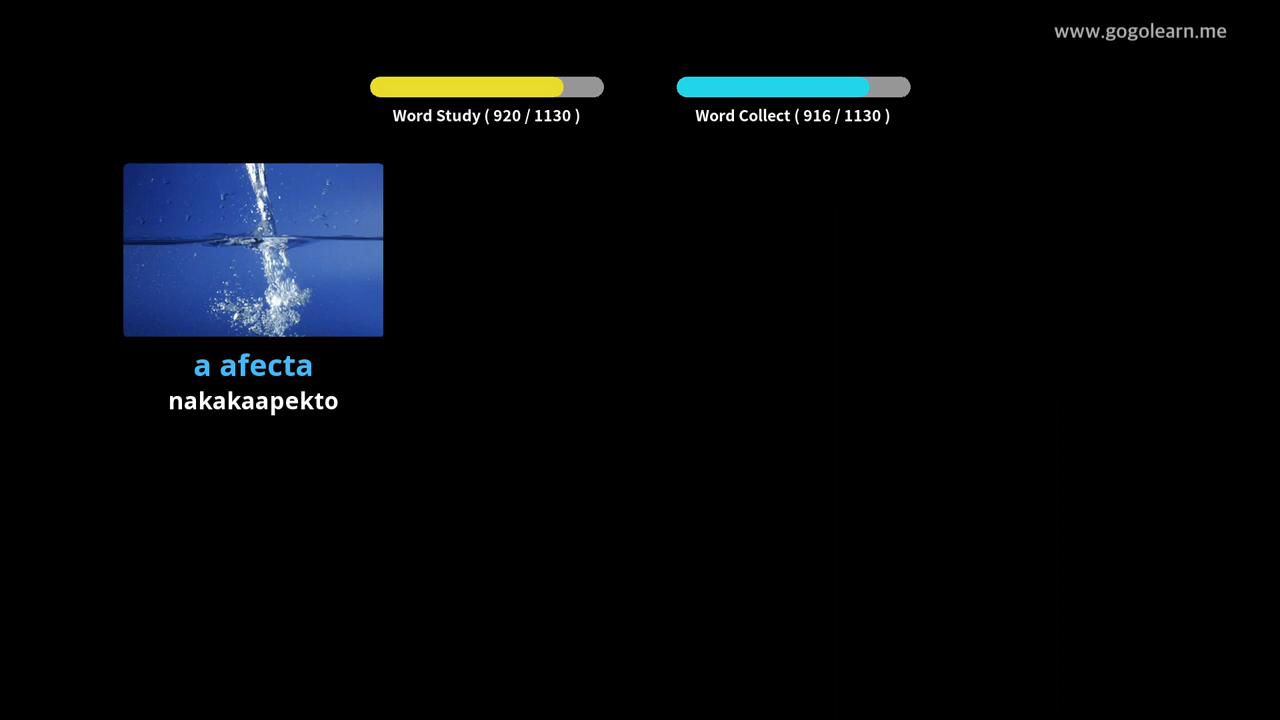 www.gogolearn.me
Word Study ( 920 / 1130 )
Word Collect ( 916 / 1130 )
a afecta
nakakaapekto